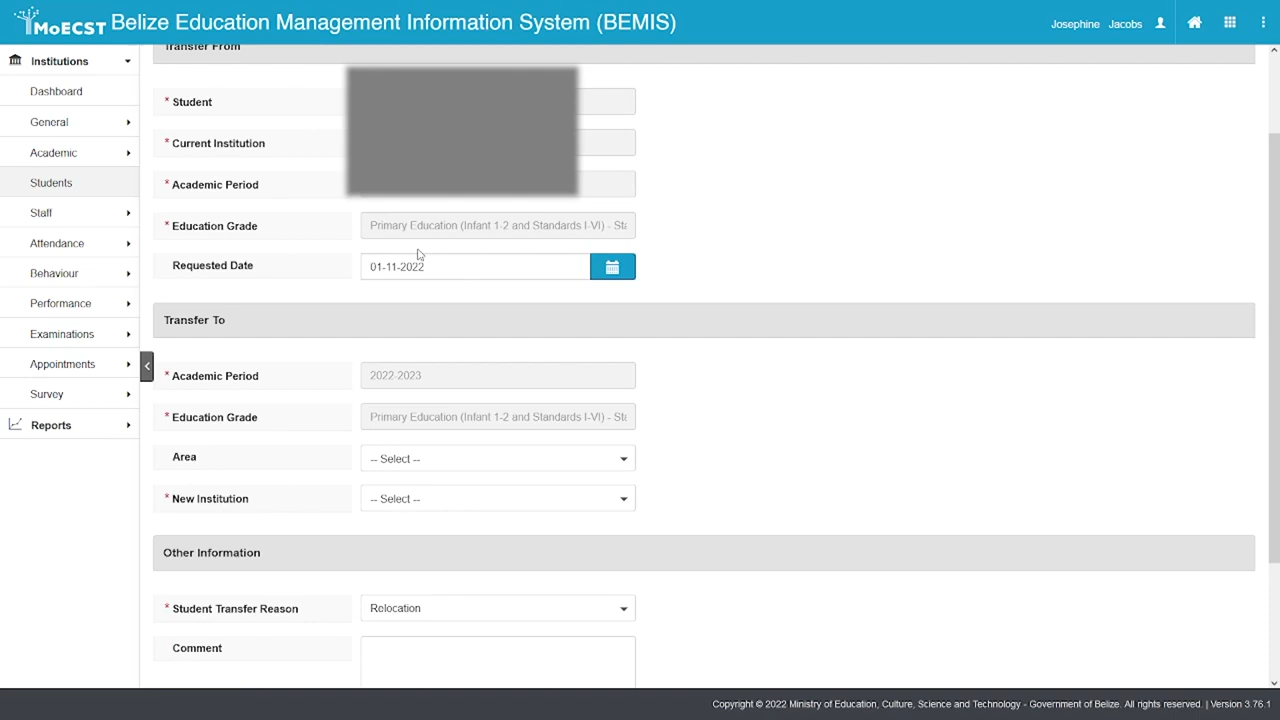 MoECST Belize Education Management Information System (BEMIS)
Josephine Jacobs
Institutions
Dashboard
General
Academic
Students
Staff
Attendance
Behaviour
Performance
Examinations
Appointments
Survey
Reports
Transfer From
* Student
* Current Institution
* Academic Period
* Education Grade Primary Education (Infant 1-2 and Standards I-VI) - Sta
Requested Date 01-11-2022
Transfer To
* Academic Period 2022-2023
* Education Grade Primary Education (Infant 1-2 and Standards I-VI) - Sta
Area -- Select --
* New Institution -- Select --
Other Information
* Student Transfer Reason Relocation
Comment
Copyright © 2022 Ministry of Education, Culture, Science and Technology - Government of Belize. All rights reserved. | Version 3.76.1